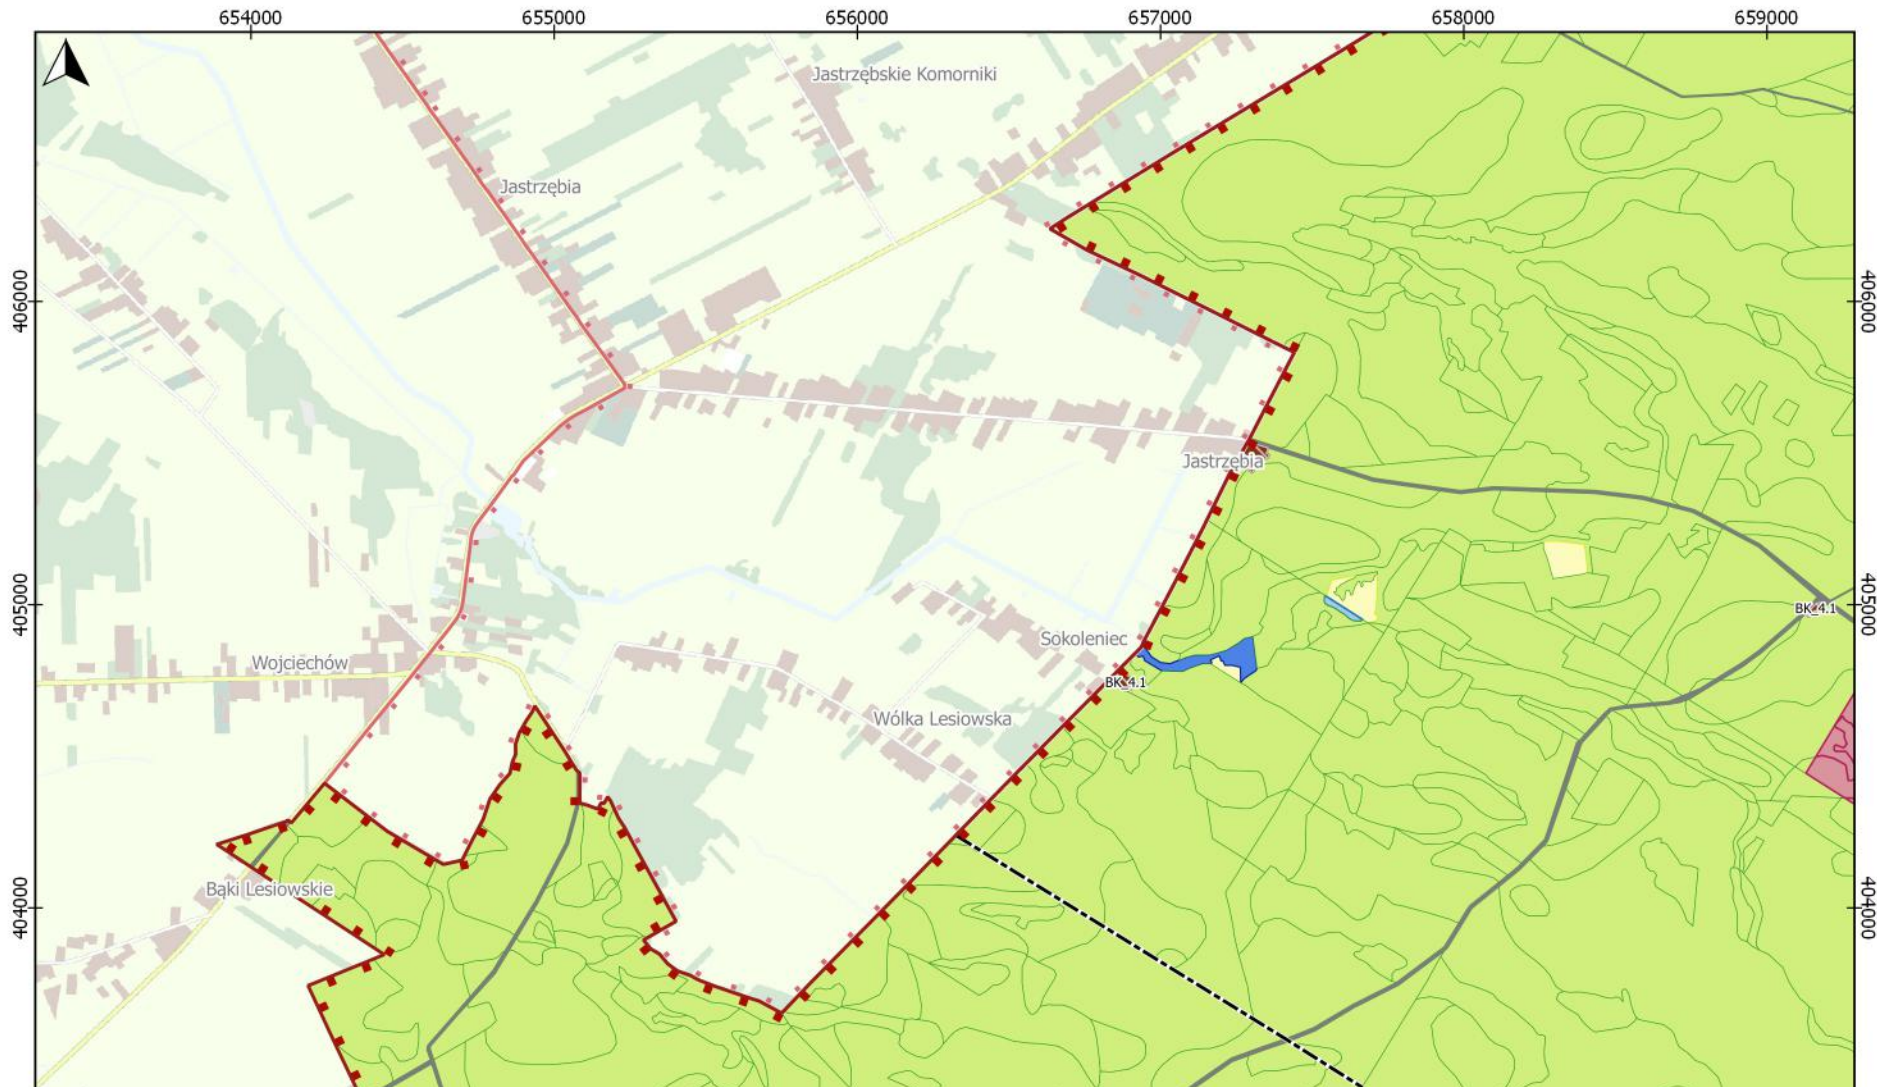 654000 655000 656000 657000 658000 659000
Jastrzębskie Komorniki
Jastrzębia
406000 406000
Jastrzębia
405000 405000
BK_4.1
Sokoleniec
Wojciechów
BK_4.1
Wólka Lesiowska
Bąki Lesiowskie
404000 404000